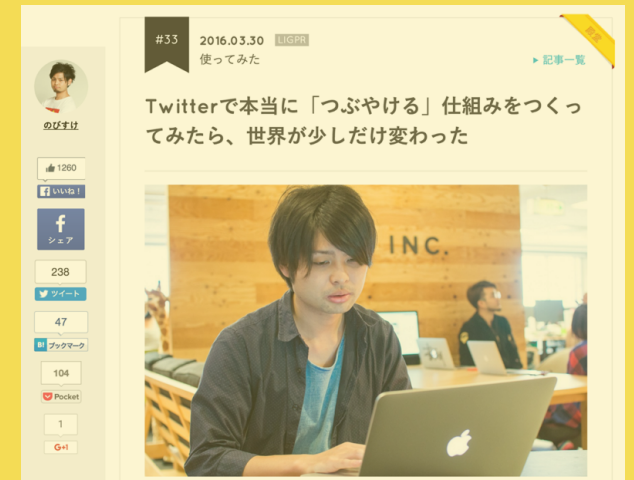 #33
2016.03.30 LIGPR
使ってみた
▶ 記事一覧
のびすけ
Twitterで本当に「つぶやける」仕組みをつくっ
てみたら、世界が少しだけ変わった
1260
いいね！
シェア
238
ツイート
47
B! ブックマーク
104
Pocket
1
G+1
INC.